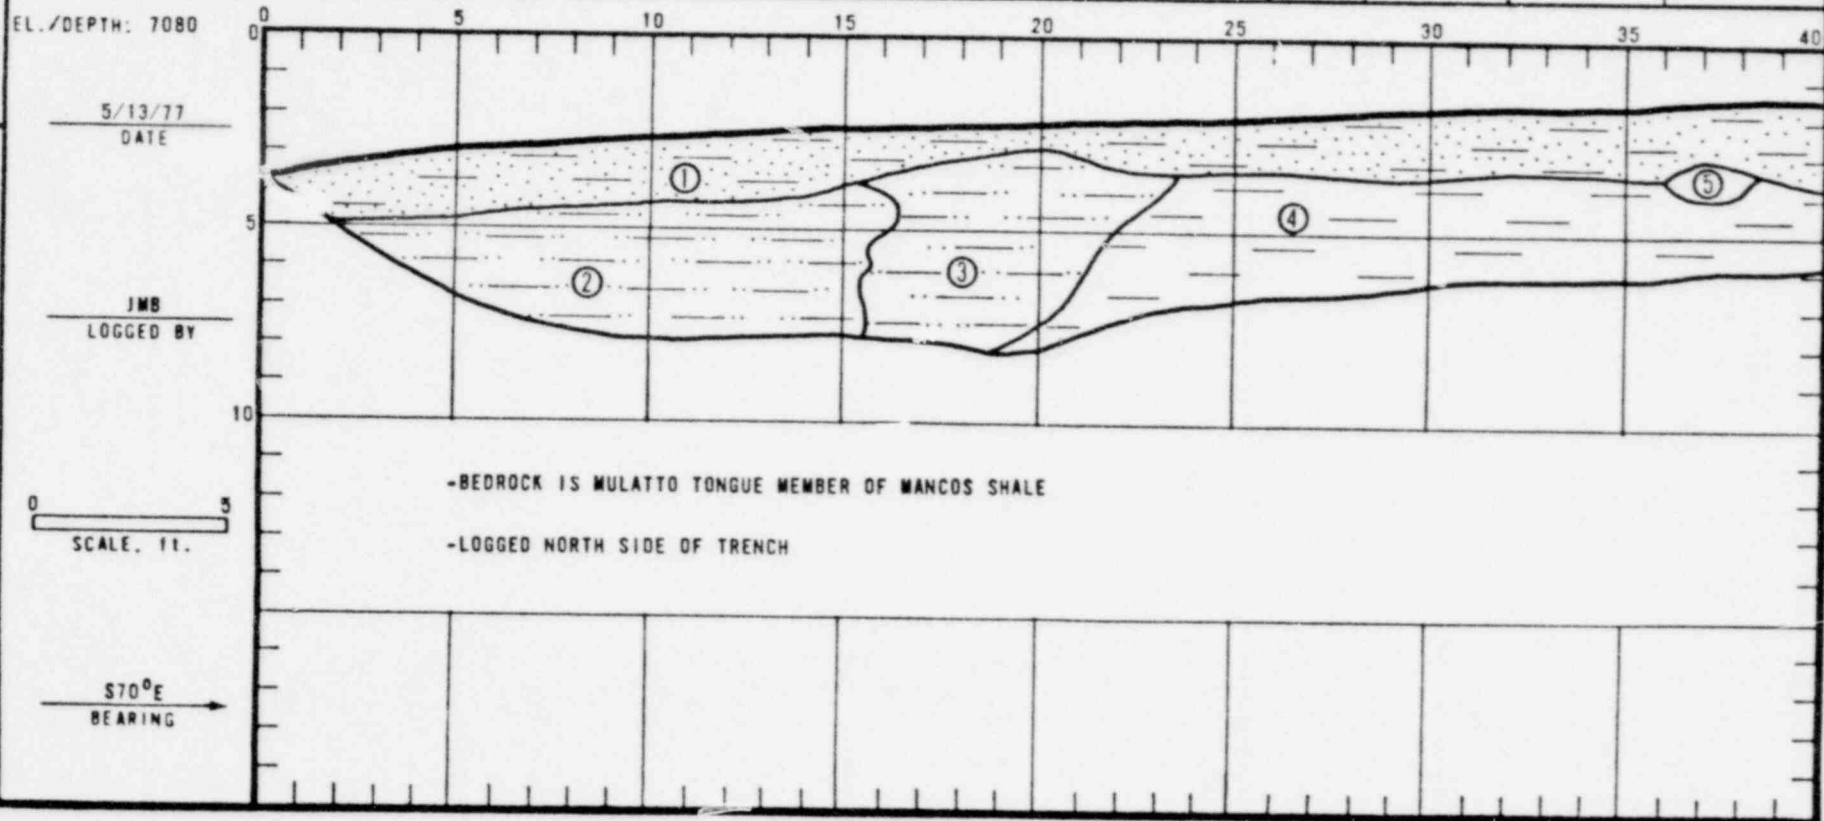 EL./DEPTH: 7080
0 5 10 15 20 25 30 35 40
0
5/13/77
DATE
①
⑤
④
5
③
②
JMB
LOGGED BY
10
-BEDROCK IS MULATTO TONGUE MEMBER OF MANCOS SHALE
0 5
SCALE, ft.
-LOGGED NORTH SIDE OF TRENCH
S70°E
BEARING